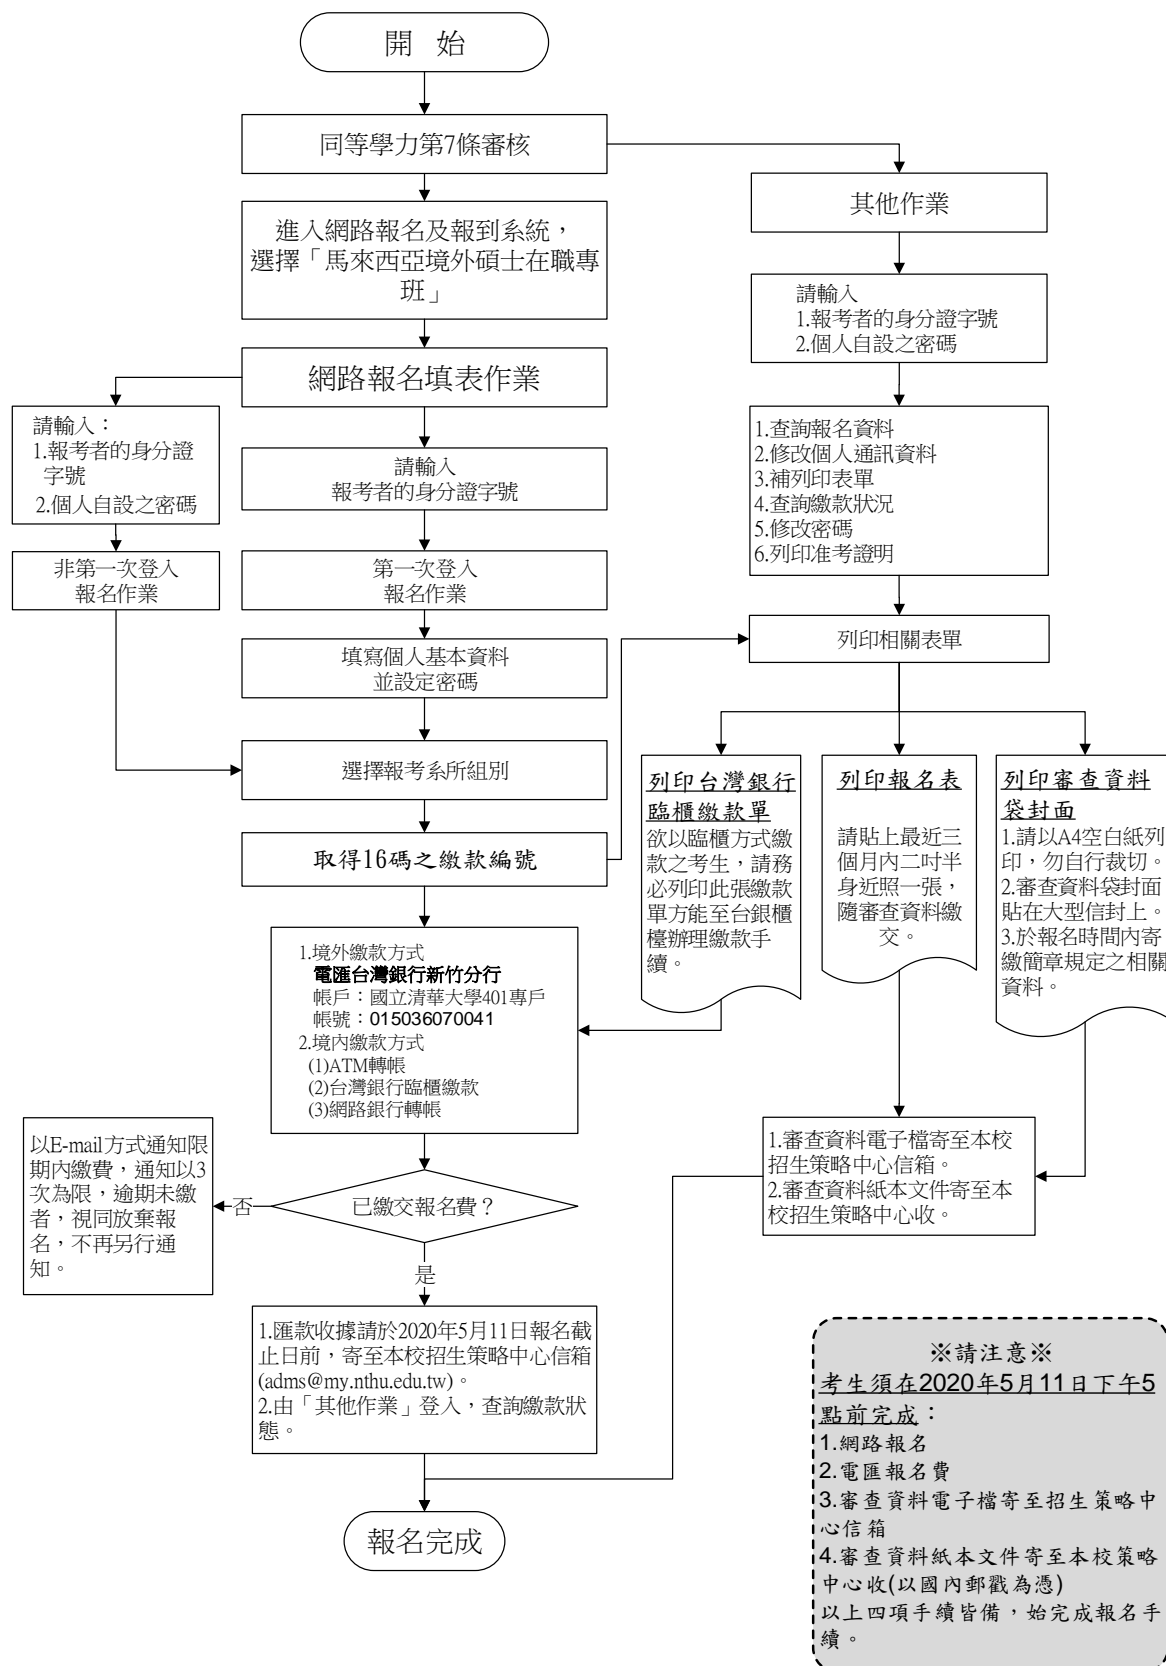 開 始
同等學力第7條審核
其他作業
進入網路報名及報到系統，
選擇「馬來西亞境外碩士在職專
班」
請輸入
1.報考者的身分證字號
2.個人自設之密碼
網路報名填表作業
請輸入：
1.報考者的身分證
字號
2.個人自設之密碼
請輸入
報考者的身分證字號
1.查詢報名資料
2.修改個人通訊資料
3.補列印表單
4.查詢繳款狀況
5.修改密碼
6.列印准考證明
非第一次登入
報名作業
第一次登入
報名作業
列印相關表單
填寫個人基本資料
並設定密碼
選擇報考系所組別
取得16碼之繳款編號
列印台灣銀行
臨櫃繳款單
欲以臨櫃方式繳
款之考生，請務
必列印此張繳款
單方能至台銀櫃
檯辦理繳款手
續。
列印報名表
請貼上最近三
個月內二吋半
身近照一張，
隨審查資料繳
交。
列印審查資料
袋封面
1.請以A4空白紙列
印，勿自行裁切。
2.審查資料袋封面
貼在大型信封上。
3.於報名時間內寄
繳簡章規定之相關
資料。
1.境外繳款方式
電匯台灣銀行新竹分行
帳戶：國立清華大學401專戶
帳號：015036070041
2.境內繳款方式
(1)ATM轉帳
(2)台灣銀行臨櫃繳款
(3)網路銀行轉帳
以E-mail方式通知限
期內繳費，通知以3
次為限，逾期未繳
者，視同放棄報
名，不再另行通
知。
否
已繳交報名費？
是
1.審查資料電子檔寄至本校
招生策略中心信箱。
2.審查資料紙本文件寄至本
校招生策略中心收。
1.匯款收據請於2020年5月11日報名截
止日前，寄至本校招生策略中心信箱
(adms@my.nthu.edu.tw)。
2.由「其他作業」登入，查詢繳款狀
態。
報名完成
※請注意※
考生須在2020年5月11日下午5
點前完成：
1.網路報名
2.電匯報名費
3.審查資料電子檔寄至招生策略中
心信箱
4.審查資料紙本文件寄至本校策略
中心收(以國內郵戳為憑)
以上四項手續皆備，始完成報名手
續。